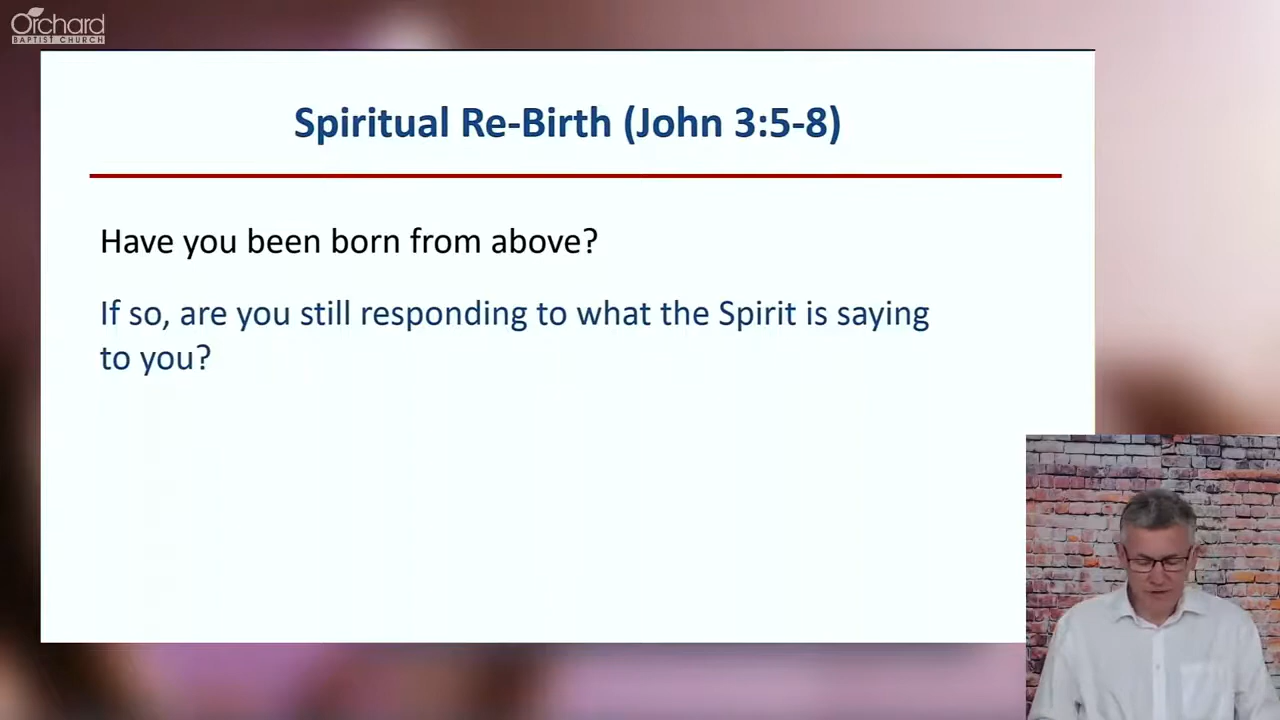 Orchard
BAPTIST CHURCH
Spiritual Re-Birth (John 3:5-8)
Have you been born from above?
If so, are you still responding to what the Spirit is saying
to you?